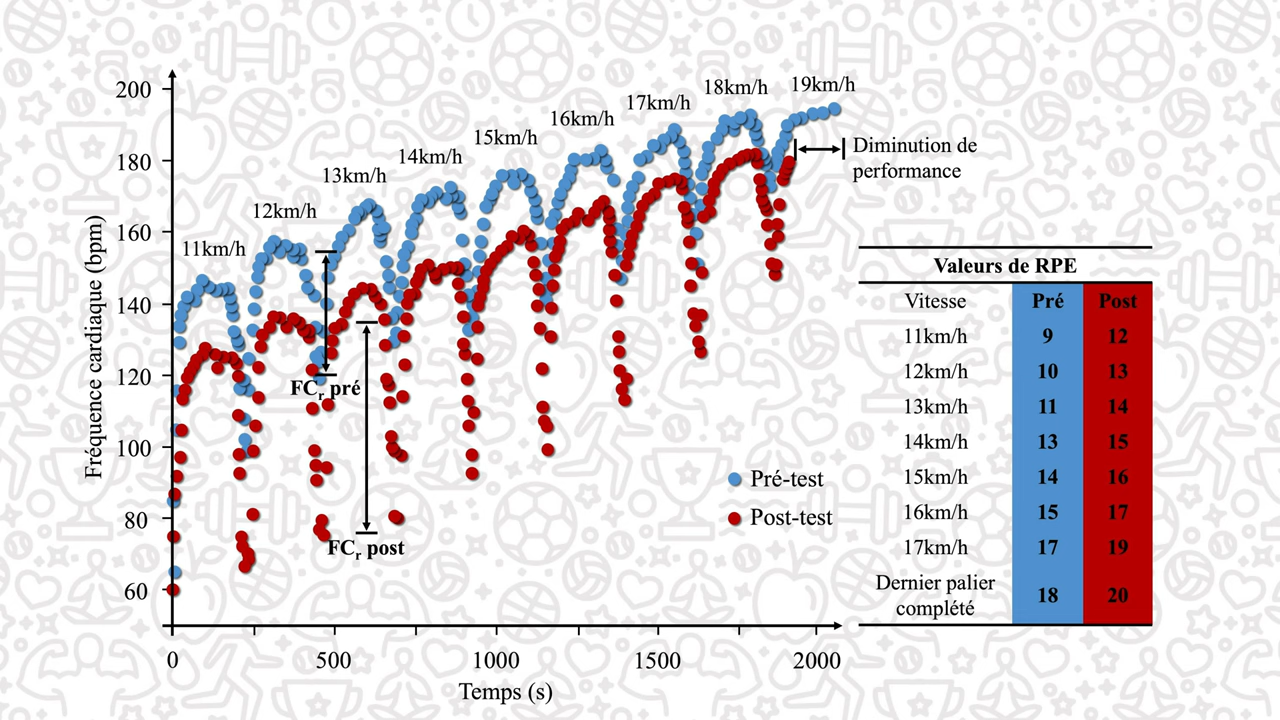 200
180
160
140
120
100
80
60
0
500
1000
1500
2000
Fréquence cardiaque (bpm)
Temps (s)
11km/h
12km/h
13km/h
14km/h
15km/h
16km/h
17km/h
18km/h
19km/h
Diminution de
performance
FCr pré
FCr post
Pré-test
Post-test
Valeurs de RPE
Vitesse Pré Post
11km/h 9 12
12km/h 10 13
13km/h 11 14
14km/h 13 15
15km/h 14 16
16km/h 15 17
17km/h 17 19
Dernier palier
complété 18 20